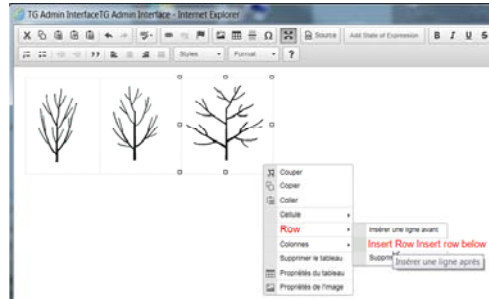 TG Admin InterfaceTG Admin Interface - Internet Explorer
Source
Add State of Expression
B I U S
Styles
Format
?
Couper
Copier
Coller
Cellule
Row
Insérer une ligne avant
Colonnes
Insert Row Insert row below
Supprimer le tableau
Supprim
Insérer une ligne après
Propriétés du tableau
Propriétés de l'image